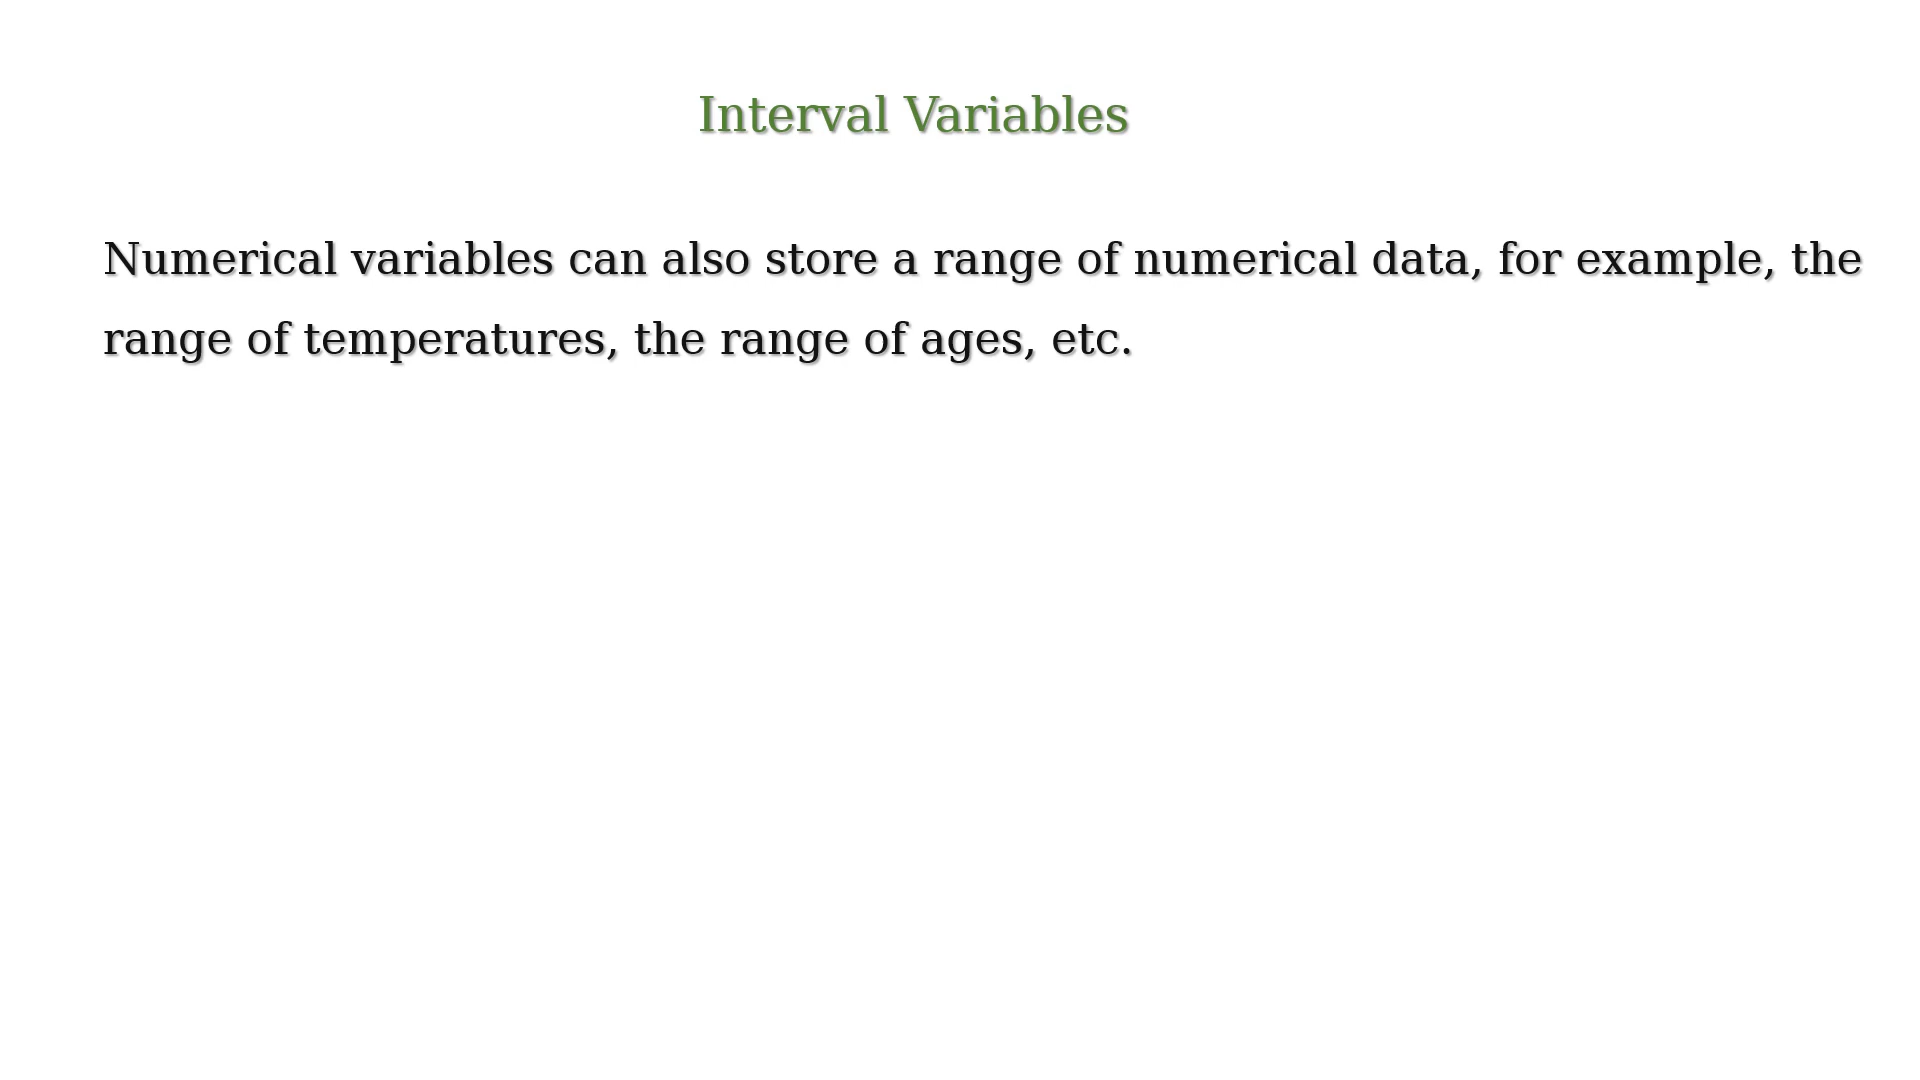 Interval Variables
Numerical variables can also store a range of numerical data, for example, the
range of temperatures, the range of ages, etc.